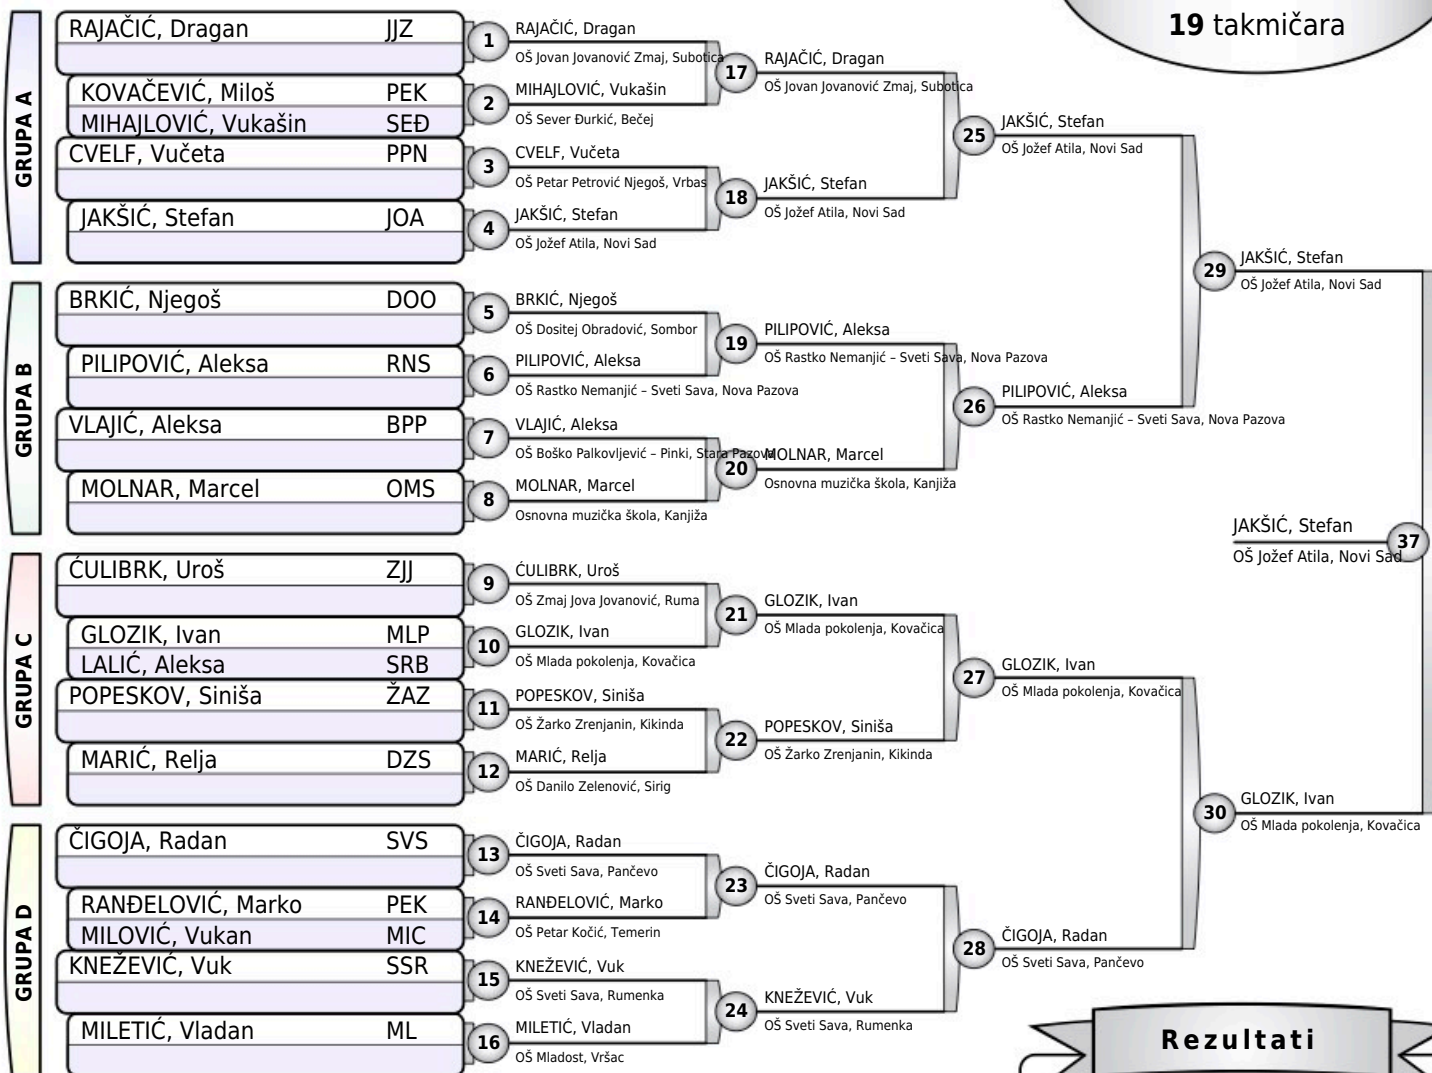 19 takmičara
GRUPA A
RAJAČIĆ, Dragan JJZ
KOVAČEVIĆ, Miloš PEK
MIHAJLOVIĆ, Vukašin SEĐ
CVELF, Vučeta PPN
JAKŠIĆ, Stefan JOA
GRUPA B
BRKIĆ, Njegoš DOO
PILIPOVIĆ, Aleksa RNS
VLAJIĆ, Aleksa BPP
MOLNAR, Marcel OMS
GRUPA C
ĆULIBRK, Uroš ZJJ
GLOZIK, Ivan MLP
LALIĆ, Aleksa SRB
POPESKOV, Siniša ŽAZ
MARIĆ, Relja DZS
GRUPA D
ČIGOJA, Radan SVS
RANĐELOVIĆ, Marko PEK
MILOVIĆ, Vukan MIC
KNEŽEVIĆ, Vuk SSR
MILETIĆ, Vladan ML
1 RAJAČIĆ, Dragan
OŠ Jovan Jovanović Zmaj, Subotica
2 MIHAJLOVIĆ, Vukašin
OŠ Sever Đurkić, Bečej
3 CVELF, Vučeta
OŠ Petar Petrović Njegoš, Vrbas
4 JAKŠIĆ, Stefan
OŠ Jožef Atila, Novi Sad
5 BRKIĆ, Njegoš
OŠ Dositej Obradović, Sombor
6 PILIPOVIĆ, Aleksa
OŠ Rastko Nemanjić – Sveti Sava, Nova Pazova
7 VLAJIĆ, Aleksa
OŠ Boško Palkovljević – Pinki, Stara Pazova
8 MOLNAR, Marcel
Osnovna muzička škola, Kanjiža
9 ĆULIBRK, Uroš
OŠ Zmaj Jova Jovanović, Ruma
10 GLOZIK, Ivan
OŠ Mlada pokolenja, Kovačica
11 POPESKOV, Siniša
OŠ Žarko Zrenjanin, Kikinda
12 MARIĆ, Relja
OŠ Danilo Zelenović, Sirig
13 ČIGOJA, Radan
OŠ Sveti Sava, Pančevo
14 RANĐELOVIĆ, Marko
OŠ Petar Kočić, Temerin
15 KNEŽEVIĆ, Vuk
OŠ Sveti Sava, Rumenka
16 MILETIĆ, Vladan
OŠ Mladost, Vršac
17 RAJAČIĆ, Dragan
OŠ Jovan Jovanović Zmaj, Subotica
18 JAKŠIĆ, Stefan
OŠ Jožef Atila, Novi Sad
19 PILIPOVIĆ, Aleksa
OŠ Rastko Nemanjić – Sveti Sava, Nova Pazova
20 MOLNAR, Marcel
Osnovna muzička škola, Kanjiža
21 GLOZIK, Ivan
OŠ Mlada pokolenja, Kovačica
22 POPESKOV, Siniša
OŠ Žarko Zrenjanin, Kikinda
23 ČIGOJA, Radan
OŠ Sveti Sava, Pančevo
24 KNEŽEVIĆ, Vuk
OŠ Sveti Sava, Rumenka
25 JAKŠIĆ, Stefan
OŠ Jožef Atila, Novi Sad
26 PILIPOVIĆ, Aleksa
OŠ Rastko Nemanjić – Sveti Sava, Nova Pazova
27 GLOZIK, Ivan
OŠ Mlada pokolenja, Kovačica
28 ČIGOJA, Radan
OŠ Sveti Sava, Pančevo
29 JAKŠIĆ, Stefan
OŠ Jožef Atila, Novi Sad
30 GLOZIK, Ivan
OŠ Mlada pokolenja, Kovačica
JAKŠIĆ, Stefan 37
OŠ Jožef Atila, Novi Sad
Rezultati